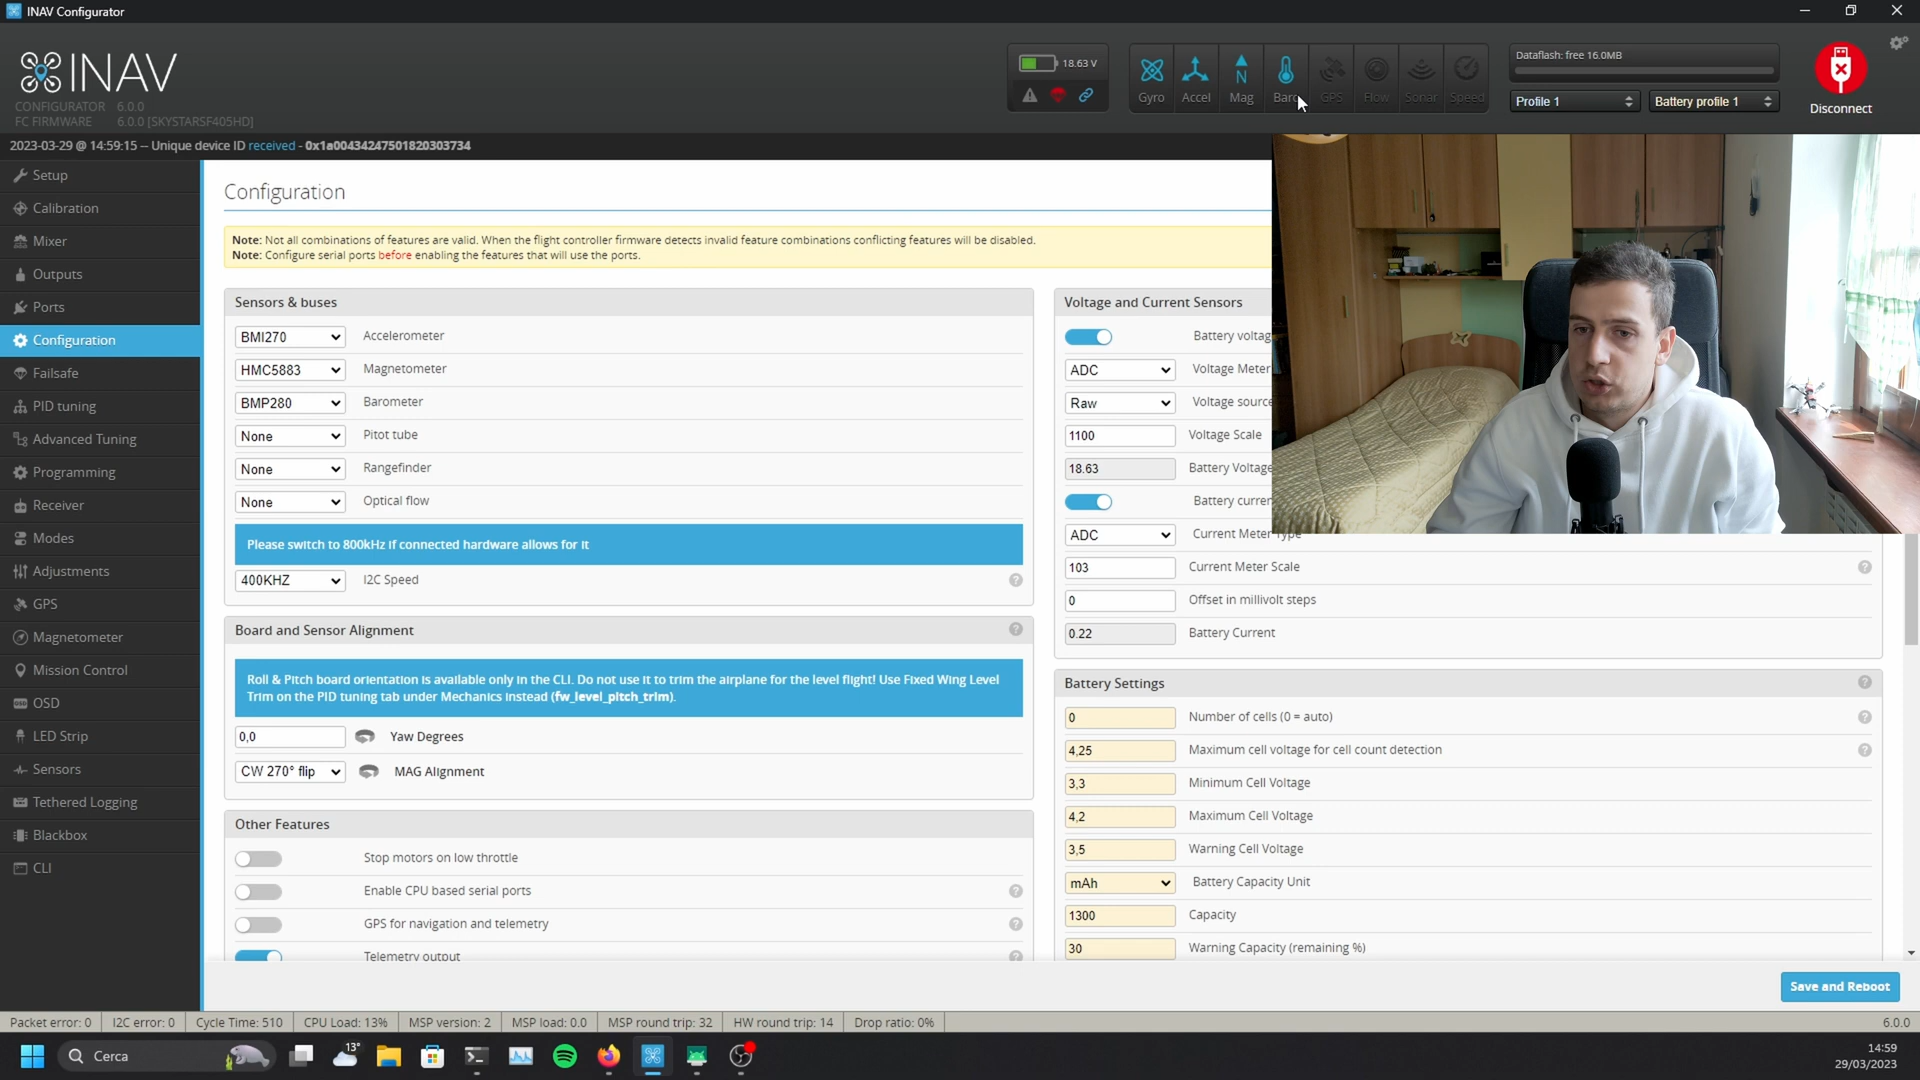 INAV Configurator
INAV
CONFIGURATOR 6.0.0
FC FIRMWARE 6.0.0 [SKYSTARSF405HD]
18.63 V
Gyro
Accel
Mag
Baro
GPS
Flow
Sonar
Speed
Dataflash: free 16.0MB
Profile 1
Battery profile 1
Disconnect
2023-03-29 @ 14:59:15 -- Unique device ID received - 0x1a00434247501820303734
Setup
Calibration
Mixer
Outputs
Ports
Configuration
Failsafe
PID tuning
Advanced Tuning
Programming
Receiver
Modes
Adjustments
GPS
Magnetometer
Mission Control
OSD
LED Strip
Sensors
Tethered Logging
Blackbox
CLI
Configuration
Note: Not all combinations of features are valid. When the flight controller firmware detects invalid feature combinations conflicting features will be disabled.
Note: Configure serial ports before enabling the features that will use the ports.
Sensors & buses
BMI270 Accelerometer
HMC5883 Magnetometer
BMP280 Barometer
None Pitot tube
None Rangefinder
None Optical flow
Please switch to 800kHz if connected hardware allows for it
400KHZ I2C Speed
Board and Sensor Alignment
Roll & Pitch board orientation is available only in the CLI. Do not use it to trim the airplane for the level flight! Use Fixed Wing Level
Trim on the PID tuning tab under Mechanics instead (fw_level_pitch_trim).
0,0 Yaw Degrees
CW 270° flip MAG Alignment
Other Features
Stop motors on low throttle
Enable CPU based serial ports
GPS for navigation and telemetry
Telemetry output
Voltage and Current Sensors
Battery voltag
ADC Voltage Meter
Raw Voltage source
1100 Voltage Scale
18.63 Battery Voltage
Battery curren
ADC Current Meter Type
103 Current Meter Scale
0 Offset in millivolt steps
0.22 Battery Current
Battery Settings
0 Number of cells (0 = auto)
4,25 Maximum cell voltage for cell count detection
3,3 Minimum Cell Voltage
4,2 Maximum Cell Voltage
3,5 Warning Cell Voltage
mAh Battery Capacity Unit
1300 Capacity
30 Warning Capacity (remaining %)
Save and Reboot
Packet error: 0
I2C error: 0
Cycle Time: 510
CPU Load: 13%
MSP version: 2
MSP load: 0.0
MSP round trip: 32
HW round trip: 14
Drop ratio: 0%
6.0.0
Cerca
13°
14:59
29/03/2023